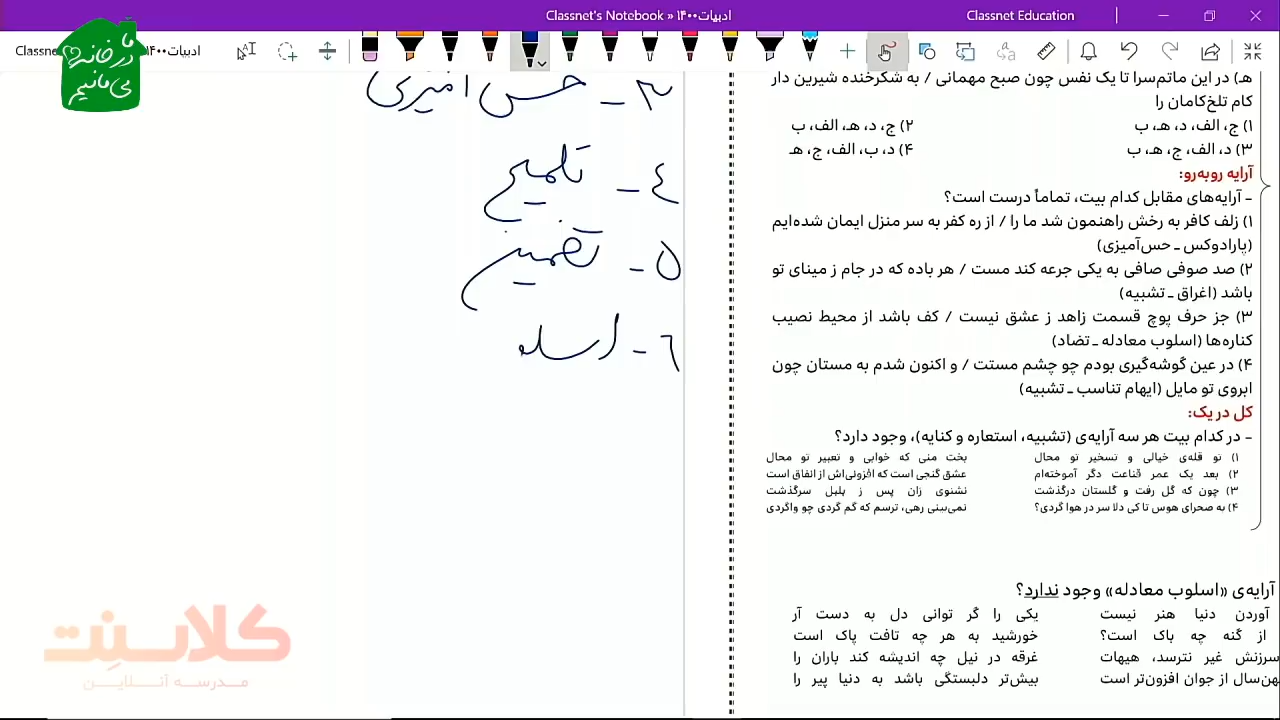 Classnet's Notebook » ادبیات۱۴۰۰
Classnet Education
ادبیات۱۴۰۰
ما
در خانه
می‌مانیم
هـ) در این ماتم‌سرا تا یک نفس چون صبح مهمانی / به شکرخنده شیرین دار
کام تلخ‌کامان را
۱) ج، الف، د، هـ، ب
۲) ج، د، هـ، الف، ب
۳) د، الف، ج، هـ، ب
۴) د، ب، الف، ج، هـ
آرایه روبه‌رو:
- آرایه‌های مقابل کدام بیت، تماماً درست است؟
۱) زلف کافر به رخش راهنمون شد ما را / از ره کفر به سر منزل ایمان شده‌ایم
(پارادوکس ـ حس‌آمیزی)
۲) صد صوفی صافی به یکی جرعه کند مست / هر باده که در جام ز مینای تو
باشد (اغراق ـ تشبیه)
۳) جز حرف پوچ قسمت زاهد ز عشق نیست / کف باشد از محیط نصیب
کناره‌ها (اسلوب معادله ـ تضاد)
۴) در عین گوشه‌گیری بودم چو چشم مستت / و اکنون شدم به مستان چون
ابروی تو مایل (ایهام تناسب ـ تشبیه)
کل در یک:
- در کدام بیت هر سه آرایه‌ی (تشبیه، استعاره و کنایه)، وجود دارد؟
۱) تو قله‌ی خیالی و تسخیر تو محال بخت منی که خوابی و تعبیر تو محال
۲) بعد یک عمر قناعت دگر آموخته‌ام عشق گنجی است که افزونی‌اش از انفاق است
۳) چون که گل رفت و گلستان درگذشت نشنوی زان پس ز بلبل سرگذشت
۴) به صحرای هوس تا کی دلا سر در هوا گردی؟ نمی‌بینی رهی، ترسم که گم گردی چو واگردی
آرایه‌ی «اسلوب معادله» وجود ندارد؟
آوردن دنیا هنر نیست یکی را گر توانی دل به دست آر
از گنه چه باک است؟ خورشید به هر چه تافت پاک است
سرزنش غیر نترسد، هیهات غرقه در نیل چه اندیشه کند باران را
هن‌سال از جوان افزون‌تر است بیش‌تر دلبستگی باشد به دنیا پیر را
۳- حس آمیزی
٤- تلمیح
۵- تضمین
٦- اسلو
کلاسنت
مدرسه آنلاین